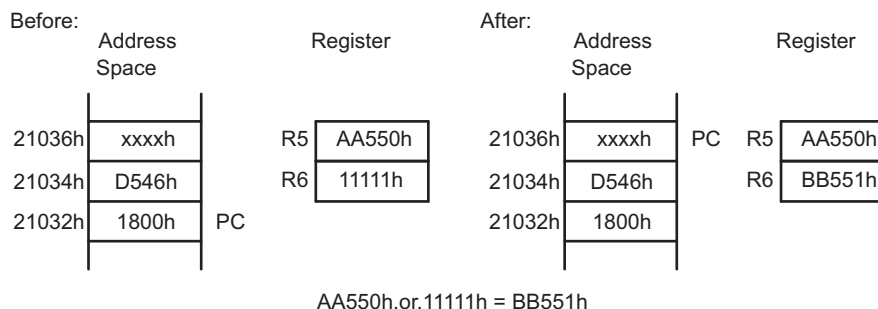 Before: After:
Address Register Address Register
Space Space
21036h xxxxh R5 AA550h 21036h xxxxh PC R5 AA550h
21034h D546h R6 11111h 21034h D546h R6 BB551h
21032h 1800h PC 21032h 1800h
AA550h.or.11111h = BB551h